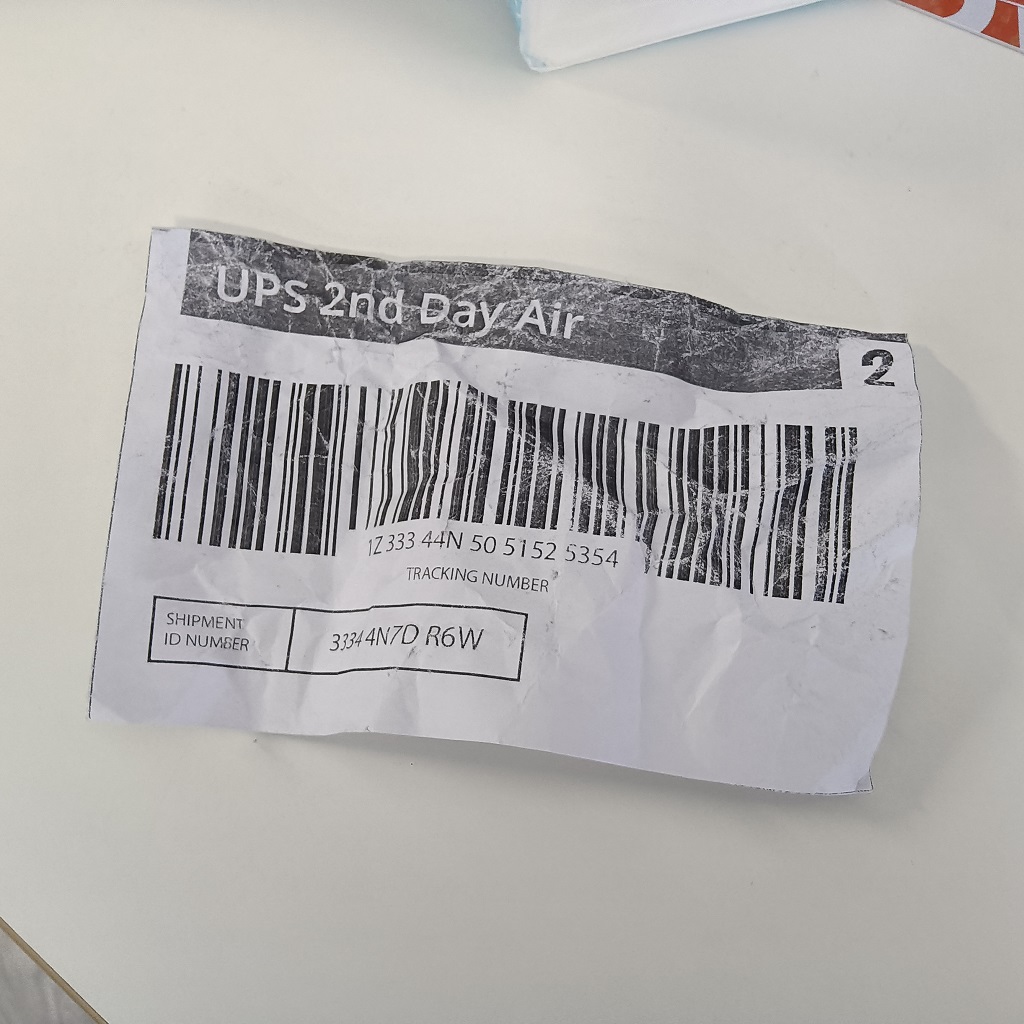 UPS 2nd Day Air
2
1Z 333 44N 50 5152 5354
TRACKING NUMBER
SHIPMENT
ID NUMBER
3334 4N7D R6W